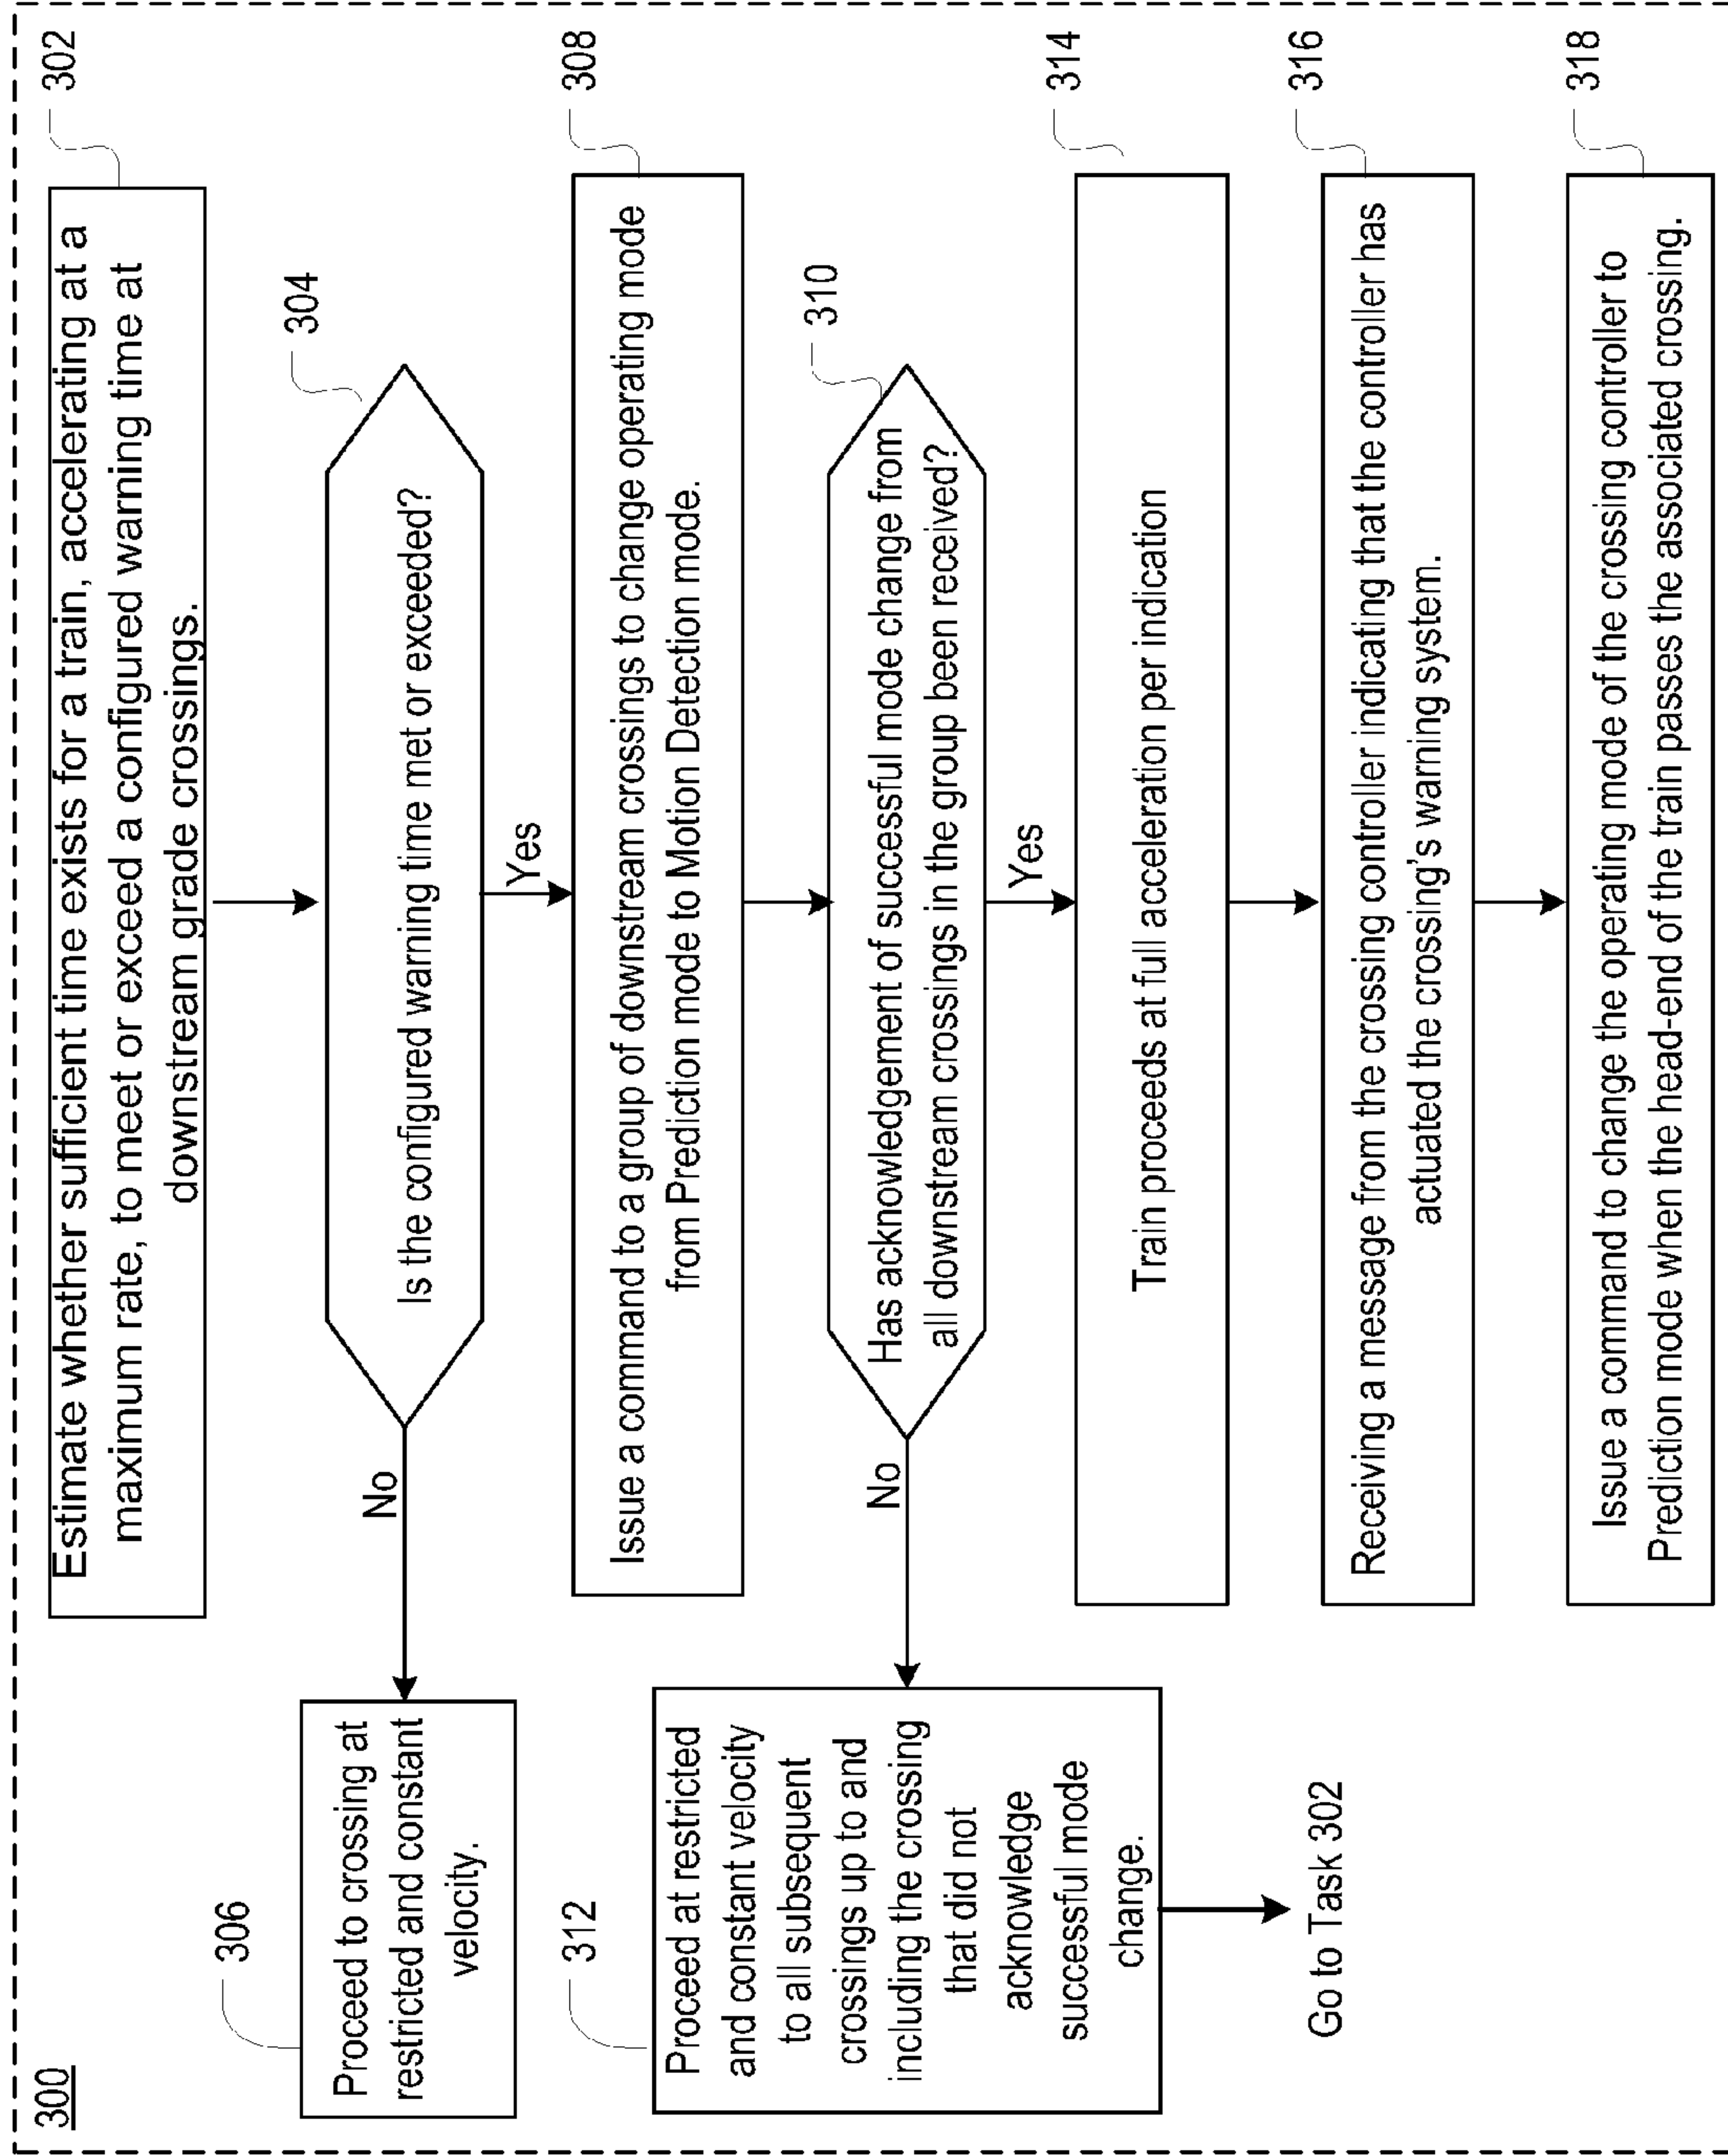 300
302
Estimate whether sufficient time exists for a train, accelerating at a
maximum rate, to meet or exceed a configured warning time at
downstream grade crossings.
304
Is the configured warning time met or exceeded?
No
Yes
306
Proceed to crossing at
restricted and constant
velocity.
308
Issue a command to a group of downstream crossings to change operating mode
from Prediction mode to Motion Detection mode.
310
Has acknowledgement of successful mode change from
all downstream crossings in the group been received?
No
Yes
312
Proceed at restricted
and constant velocity
to all subsequent
crossings up to and
including the crossing
that did not
acknowledge
successful mode
change.
Go to Task 302
314
Train proceeds at full acceleration per indication
316
Receiving a message from the crossing controller indicating that the controller has
actuated the crossing's warning system.
318
Issue a command to change the operating mode of the crossing controller to
Prediction mode when the head-end of the train passes the associated crossing.